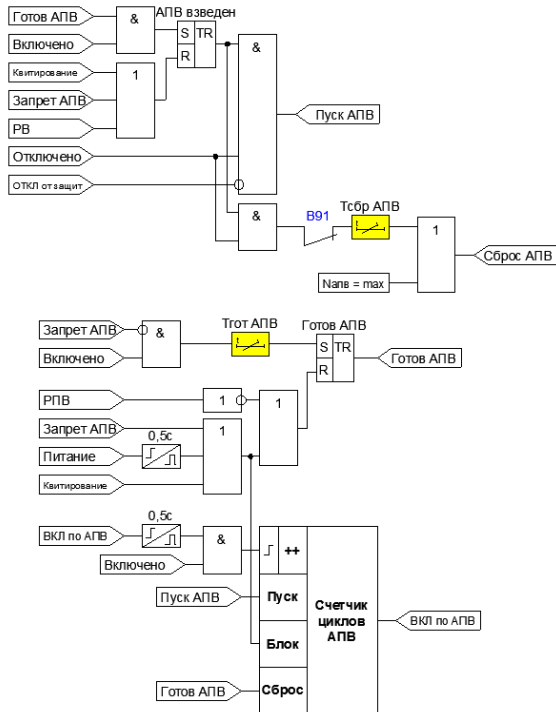 Готов АПВ
&
АПВ взведен
Включено
S TR
R
&
Квитирование
1
Запрет АПВ
РВ
Пуск АПВ
Отключено
ОТКЛ от защит
&
В91
Тсбр АПВ
1
Сброс АПВ
Nапв = max
Запрет АПВ
&
Тгот АПВ
Готов АПВ
S TR
R
Включено
Готов АПВ
РПВ
1
1
Запрет АПВ
1
0,5с
Питание
Квитирование
0,5с
ВКЛ по АПВ
&
++
Включено
Пуск АПВ
Пуск
Счетчик
циклов
АПВ
ВКЛ по АПВ
Блок
Готов АПВ
Сброс